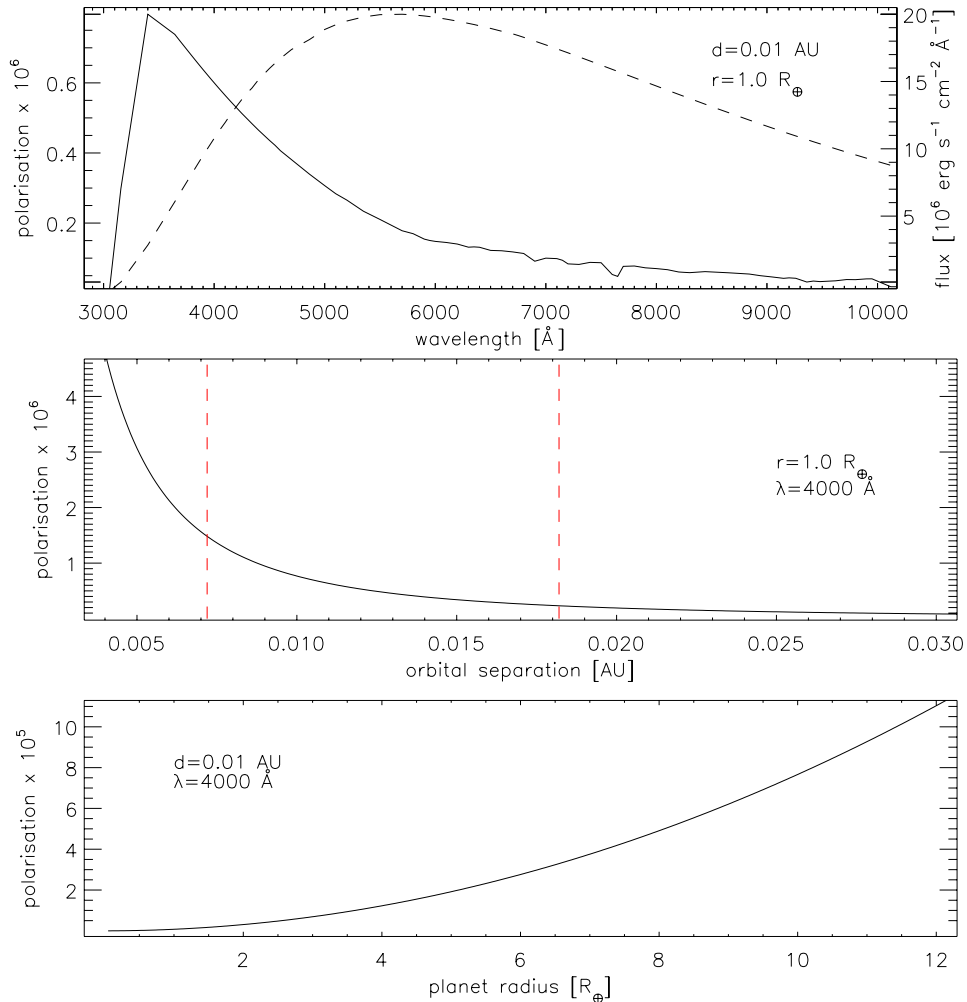 polarisation x 10⁶
0.6
0.4
0.2
d=0.01 AU
r=1.0 R⊕
20
15
10
5
flux [10⁶ erg s⁻¹ cm⁻² Å⁻¹]
3000 4000 5000 6000 7000 8000 9000 10000
wavelength [Å]
polarisation x 10⁶
4
3
2
1
r=1.0 R⊕
λ=4000 Å
0.005 0.010 0.015 0.020 0.025 0.030
orbital separation [AU]
polarisation x 10⁵
10
8
6
4
2
d=0.01 AU
λ=4000 Å
2 4 6 8 10 12
planet radius [R⊕]